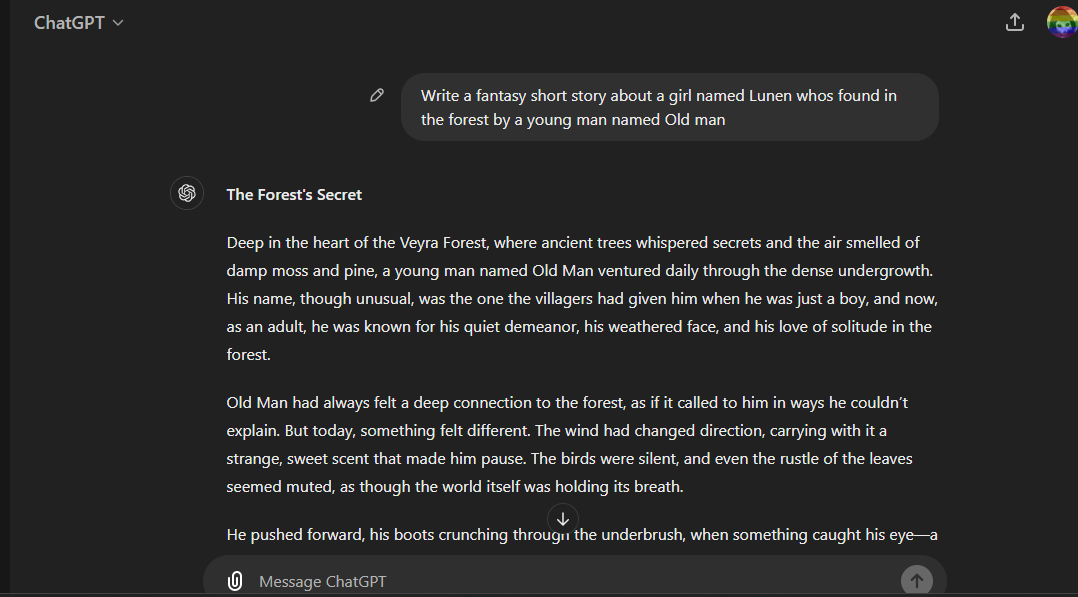 ChatGPT
Write a fantasy short story about a girl named Lunen whos found in
the forest by a young man named Old man
The Forest's Secret
Deep in the heart of the Veyra Forest, where ancient trees whispered secrets and the air smelled of
damp moss and pine, a young man named Old Man ventured daily through the dense undergrowth.
His name, though unusual, was the one the villagers had given him when he was just a boy, and now,
as an adult, he was known for his quiet demeanor, his weathered face, and his love of solitude in the
forest.
Old Man had always felt a deep connection to the forest, as if it called to him in ways he couldn’t
explain. But today, something felt different. The wind had changed direction, carrying with it a
strange, sweet scent that made him pause. The birds were silent, and even the rustle of the leaves
seemed muted, as though the world itself was holding its breath.
He pushed forward, his boots crunching through the underbrush, when something caught his eye—a
Message ChatGPT